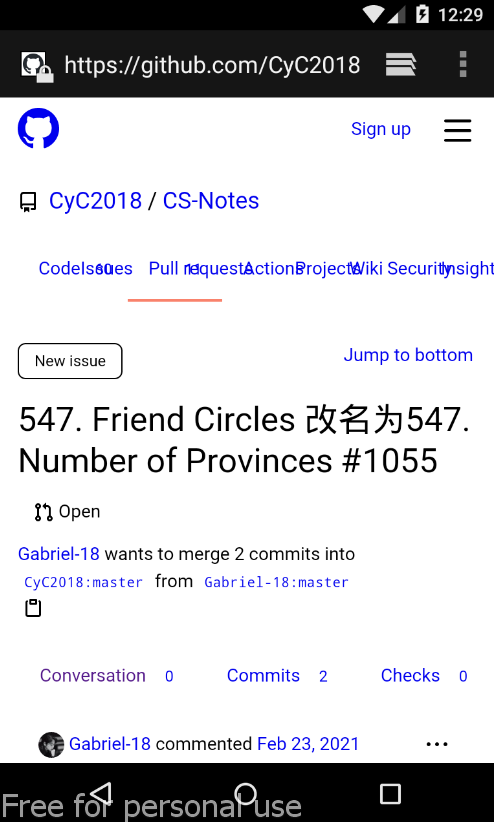 12:29
https://github.com/CyC2018
Sign up
CyC2018 / CS-Notes
Code Issues 60 Pull requests 11 Actions Projects Wiki Security Insight
New issue
Jump to bottom
547. Friend Circles 改名为547.
Number of Provinces #1055
Open
Gabriel-18 wants to merge 2 commits into
CyC2018:master from Gabriel-18:master
Conversation 0 Commits 2 Checks 0
Gabriel-18 commented Feb 23, 2021
Free for personal use